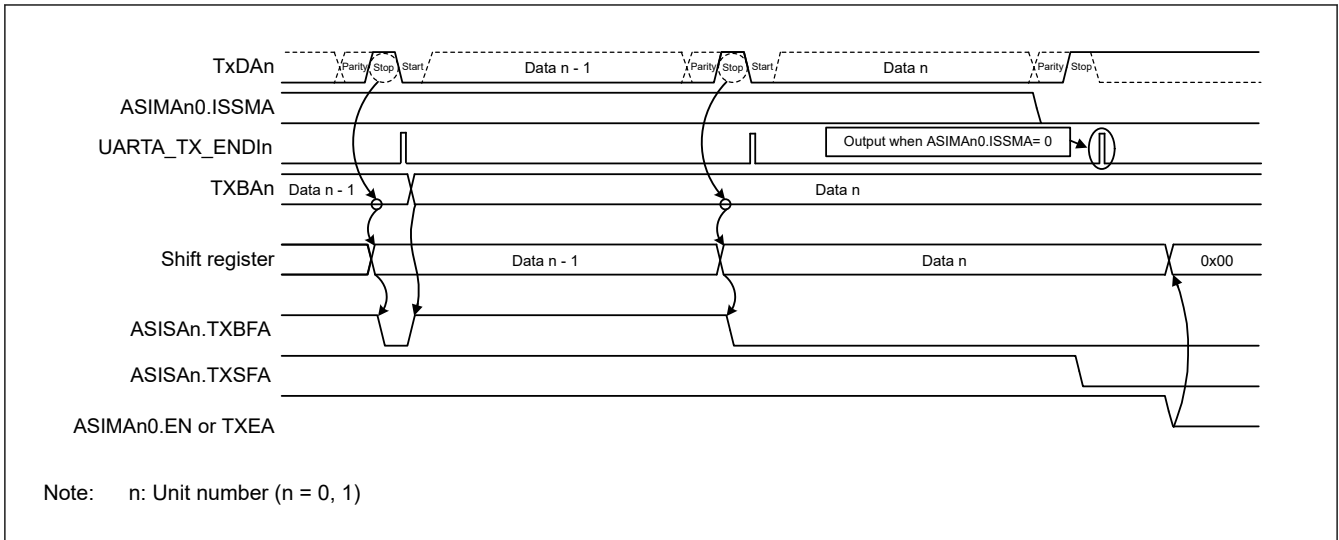 TxDAn Parity Stop Start Data n - 1 Parity Stop Start Data n Parity Stop
ASIMAn0.ISSMA
UARTA_TX_ENDIn Output when ASIMAn0.ISSMA= 0
TXBAn Data n - 1 Data n
Shift register Data n - 1 Data n 0x00
ASISAn.TXBFA
ASISAn.TXSFA
ASIMAn0.EN or TXEA
Note: n: Unit number (n = 0, 1)